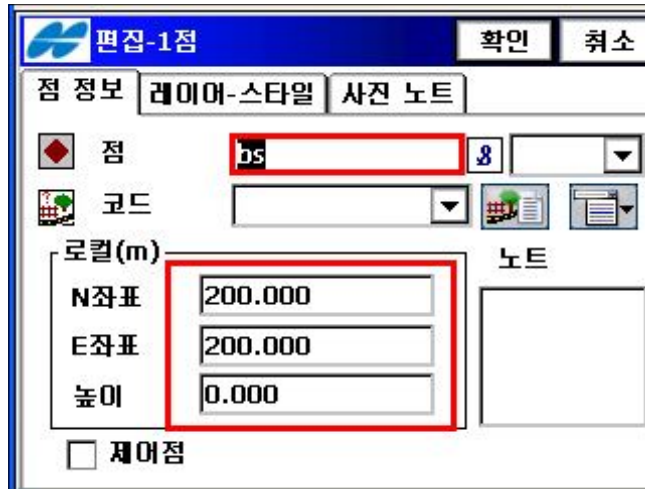 편집-1점 확인 취소
점 정보 레이어-스타일 사진 노트
점 bs
코드
로컬(m) 노트
N좌표 200.000
E좌표 200.000
높이 0.000
제어점